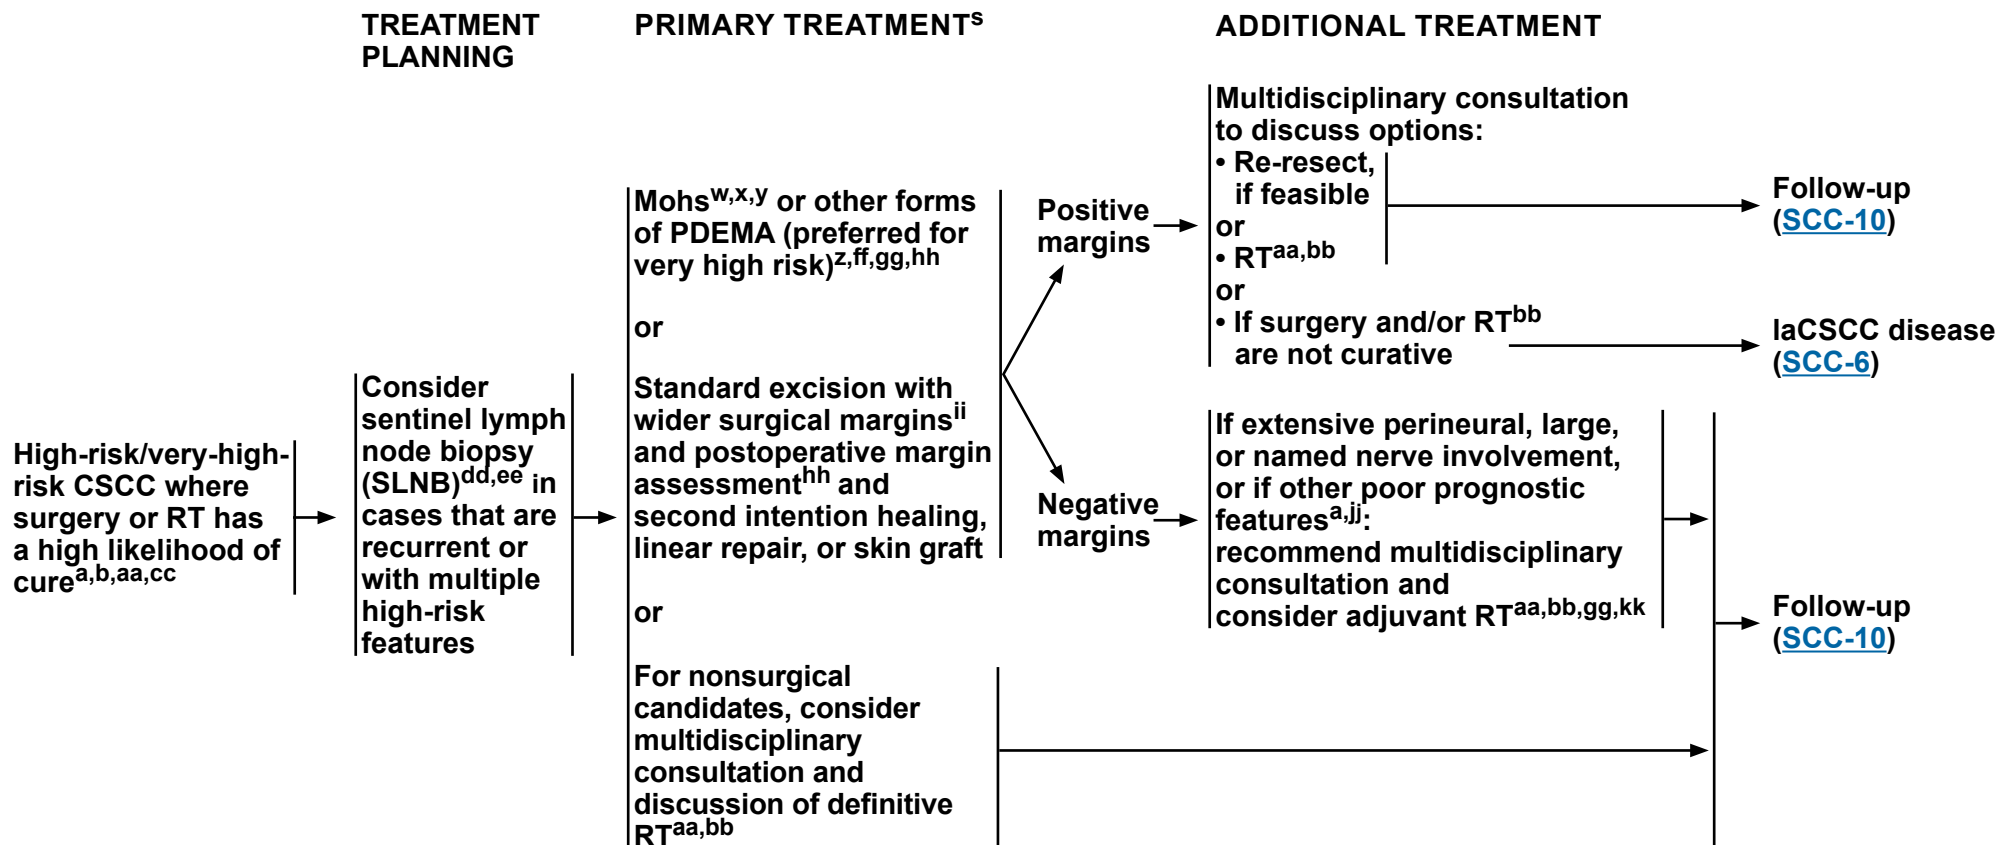 TREATMENT
PLANNING
PRIMARY TREATMENTs
ADDITIONAL TREATMENT
High-risk/very-high-
risk CSCC where
surgery or RT has
a high likelihood of
curea,b,aa,cc
Consider
sentinel lymph
node biopsy
(SLNB)dd,ee in
cases that are
recurrent or
with multiple
high-risk
features
Mohsw,x,y or other forms
of PDEMA (preferred for
very high risk)z,ff,gg,hh
or
Standard excision with
wider surgical marginsii
and postoperative margin
assessmenthh and
second intention healing,
linear repair, or skin graft
or
For nonsurgical
candidates, consider
multidisciplinary
consultation and
discussion of definitive
RTaa,bb
Positive
margins
Negative
margins
Multidisciplinary consultation
to discuss options:
• Re-resect,
if feasible
or
• RTaa,bb
or
• If surgery and/or RTbb
are not curative
If extensive perineural, large,
or named nerve involvement,
or if other poor prognostic
featuresa,jj:
recommend multidisciplinary
consultation and
consider adjuvant RTaa,bb,gg,kk
Follow-up
(SCC-10)
laCSCC disease
(SCC-6)
Follow-up
(SCC-10)